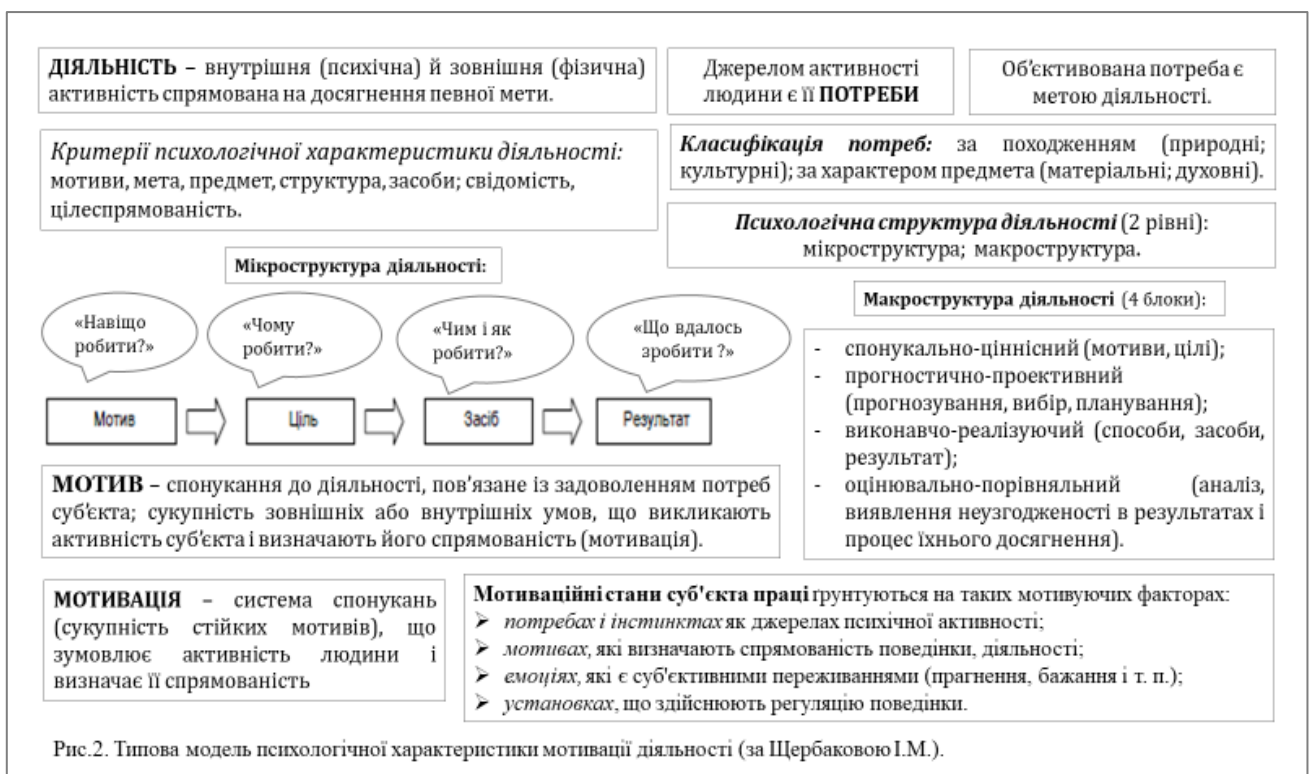 ДІЯЛЬНІСТЬ – внутрішня (психічна) й зовнішня (фізична)
активність спрямована на досягнення певної мети.
Джерелом активності
людини є її ПОТРЕБИ
Об’єктивована потреба є
метою діяльності.
Критерії психологічної характеристики діяльності:
мотиви, мета, предмет, структура, засоби; свідомість,
цілеспрямованість.
Класифікація потреб: за походженням (природні;
культурні); за характером предмета (матеріальні; духовні).
Психологічна структура діяльності (2 рівні):
мікроструктура; макроструктура.
Мікроструктура діяльності:
«Навіщо
робити?»
«Чому
робити?»
«Чим і як
робити?»
«Що вдалось
зробити ?»
Мотив
Ціль
Засіб
Результат
Макроструктура діяльності (4 блоки):
- спонукально-ціннісний (мотиви, цілі);
- прогностично-проективний
(прогнозування, вибір, планування);
- виконавчо-реалізуючий (способи, засоби,
результат);
- оцінювально-порівняльний (аналіз,
виявлення неузгодженості в результатах і
процес їхнього досягнення).
МОТИВ – спонукання до діяльності, пов’язане із задоволенням потреб
суб’єкта; сукупність зовнішніх або внутрішніх умов, що викликають
активність суб’єкта і визначають його спрямованість (мотивація).
МОТИВАЦІЯ – система спонукань
(сукупність стійких мотивів), що
зумовлює активність людини і
визначає її спрямованість
Мотиваційні стани суб'єкта праці ґрунтуються на таких мотивуючих факторах:
➢ потребах і інстинктах як джерелах психічної активності;
➢ мотивах, які визначають спрямованість поведінки, діяльності;
➢ емоціях, які є суб'єктивними переживаннями (прагнення, бажання і т. п.);
➢ установках, що здійснюють регуляцію поведінки.
Рис.2. Типова модель психологічної характеристики мотивації діяльності (за Щербаковою І.М.).